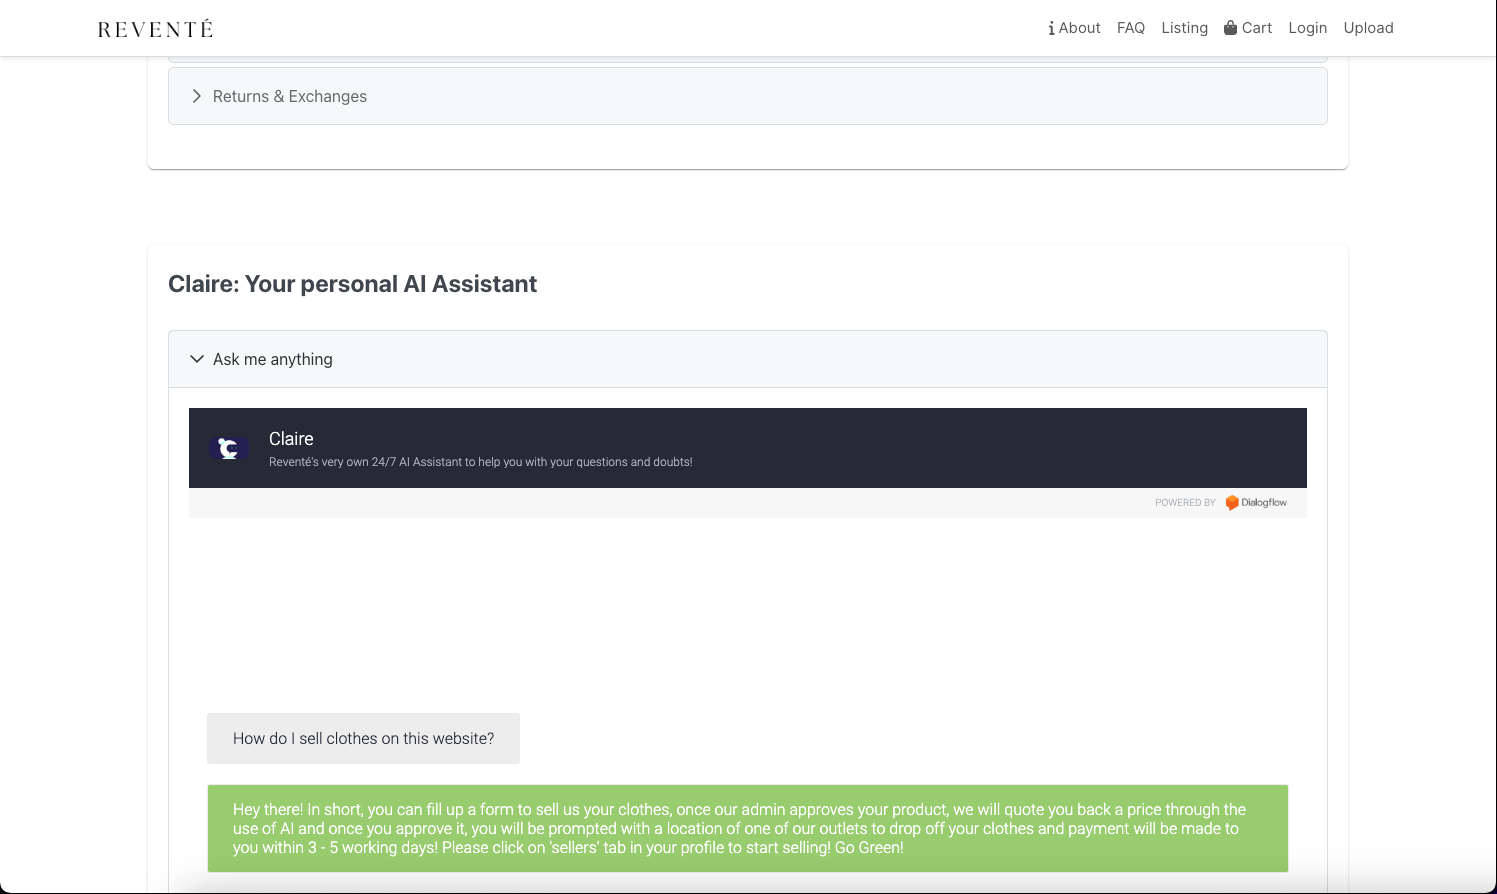 REVENTÉ
About FAQ Listing Cart Login Upload
Returns & Exchanges
Claire: Your personal AI Assistant
Ask me anything
Claire
Reventé's very own 24/7 AI Assistant to help you with your questions and doubts!
POWERED BY Dialogflow
How do I sell clothes on this website?
Hey there! In short, you can fill up a form to sell us your clothes, once our admin approves your product, we will quote you back a price through the
use of AI and once you approve it, you will be prompted with a location of one of our outlets to drop off your clothes and payment will be made to
you within 3 - 5 working days! Please click on 'sellers' tab in your profile to start selling! Go Green!